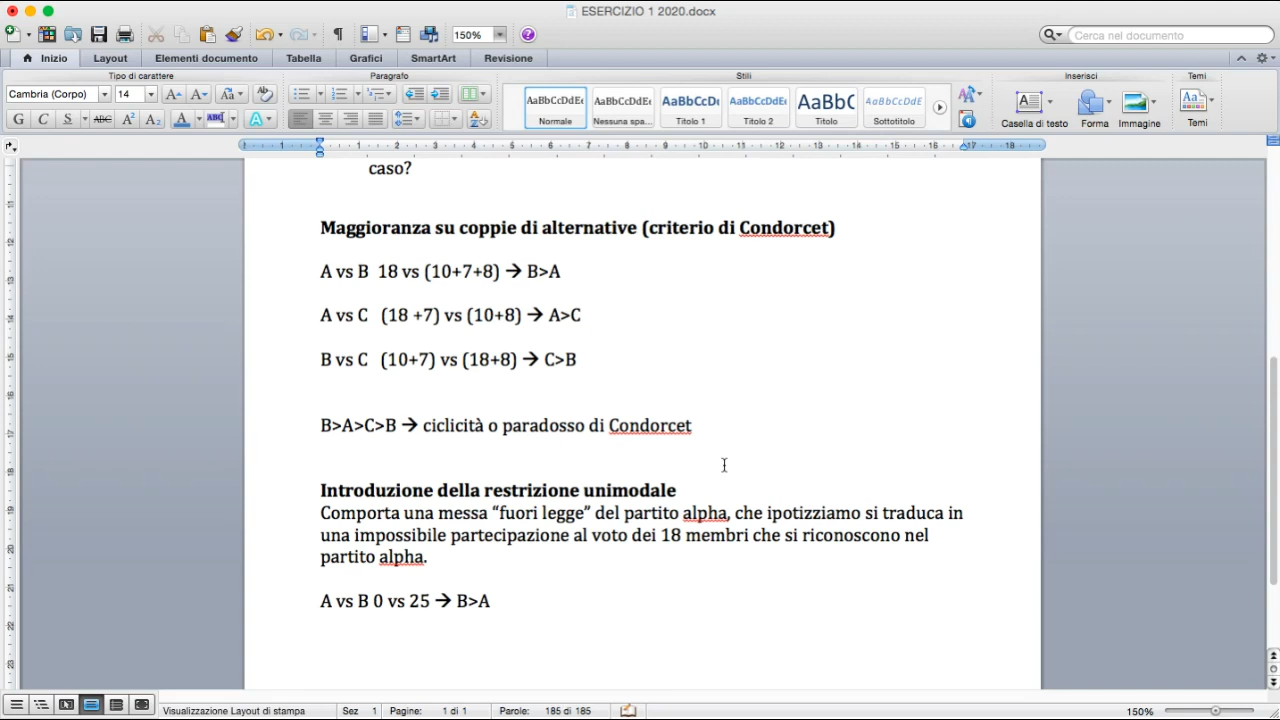 ESERCIZIO 1 2020.docx
150%
Cerca nel documento
Inizio Layout Elementi documento Tabella Grafici SmartArt Revisione
Tipo di carattere Paragrafo Stili Inserisci Temi
Cambria (Corpo) 14
AaBbCcDdEe AaBbCcDdEe AaBbCcDc AaBbCcDdEe AaBbC AaBbCcDdE
Normale Nessuna spa... Titolo 1 Titolo 2 Titolo Sottotitolo
Casella di testo Forma Immagine Temi
caso?
Maggioranza su coppie di alternative (criterio di Condorcet)
A vs B 18 vs (10+7+8) → B>A
A vs C (18 +7) vs (10+8) → A>C
B vs C (10+7) vs (18+8) → C>B
B>A>C>B → ciclicità o paradosso di Condorcet
Introduzione della restrizione unimodale
Comporta una messa “fuori legge” del partito alpha, che ipotizziamo si traduca in
una impossibile partecipazione al voto dei 18 membri che si riconoscono nel
partito alpha.
A vs B 0 vs 25 → B>A
Visualizzazione Layout di stampa Sez 1 Pagine: 1 di 1 Parole: 185 di 185 150%